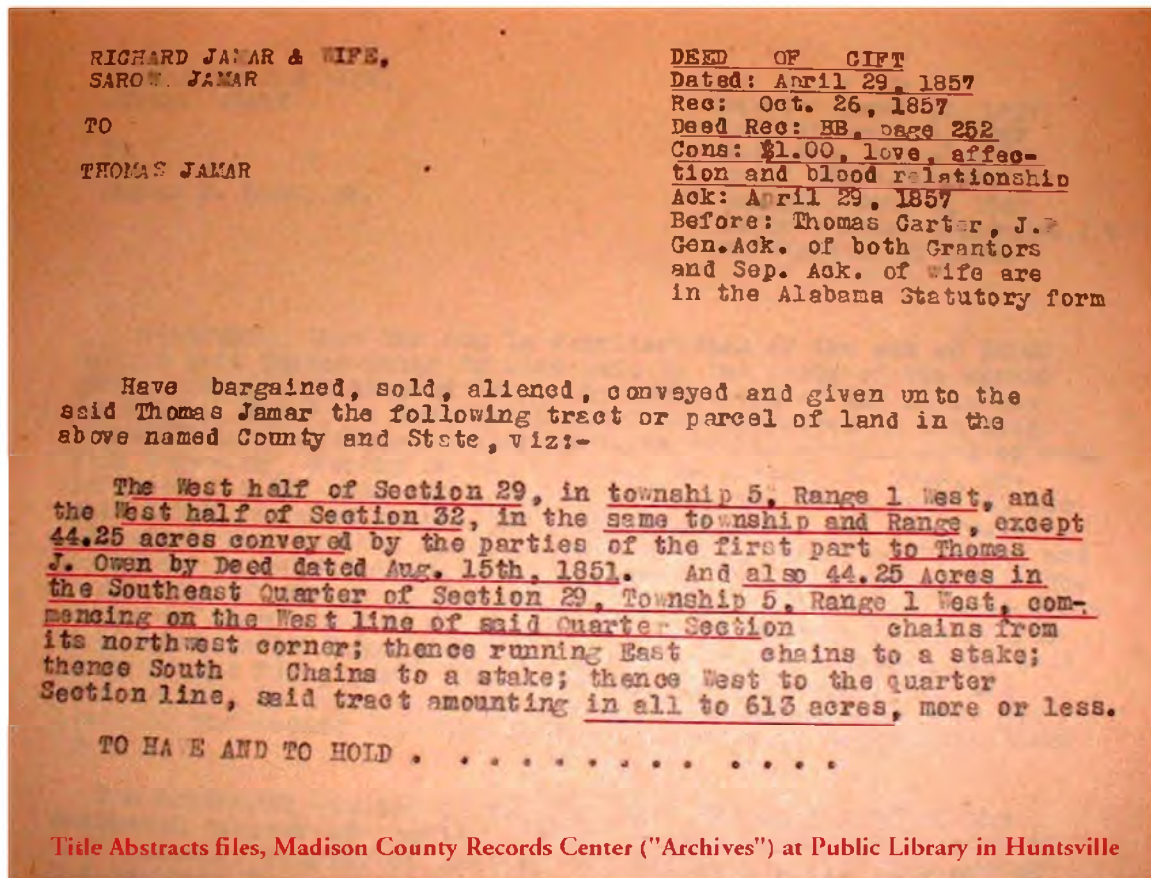 RICHARD JAMAR & WIFE,
SAROW. JAMAR
TO
THOMAS JAMAR
DEED OF GIFT
Dated: April 29, 1857
Rec: Oct. 26, 1857
Deed Rec: BB, page 252
Cons: $1.00, love, affec-
tion and blood relationship
Ack: April 29, 1857
Before: Thomas Carter, J.P
Gen.Ack. of both Grantors
and Sep. Ack. of wife are
in the Alabama Statutory form
Have bargained, sold, aliened, conveyed and given unto the
said Thomas Jamar the following tract or parcel of land in the
above named County and State, viz:-
The West half of Section 29, in township 5, Range 1 West, and
the West half of Section 32, in the same township and Range, except
44.25 acres conveyed by the parties of the first part to Thomas
J. Owen by Deed dated Aug. 15th, 1851. And also 44.25 Acres in
the Southeast Quarter of Section 29, Township 5, Range 1 West, com-
mencing on the West line of said Quarter Section chains from
its northwest corner; thence running East chains to a stake;
thence South Chains to a stake; thence West to the quarter
Section line, said tract amounting in all to 613 acres, more or less.
TO HA E AND TO HOLD . . . . . . . . . . . . .
Title Abstracts files, Madison County Records Center ("Archives") at Public Library in Huntsville